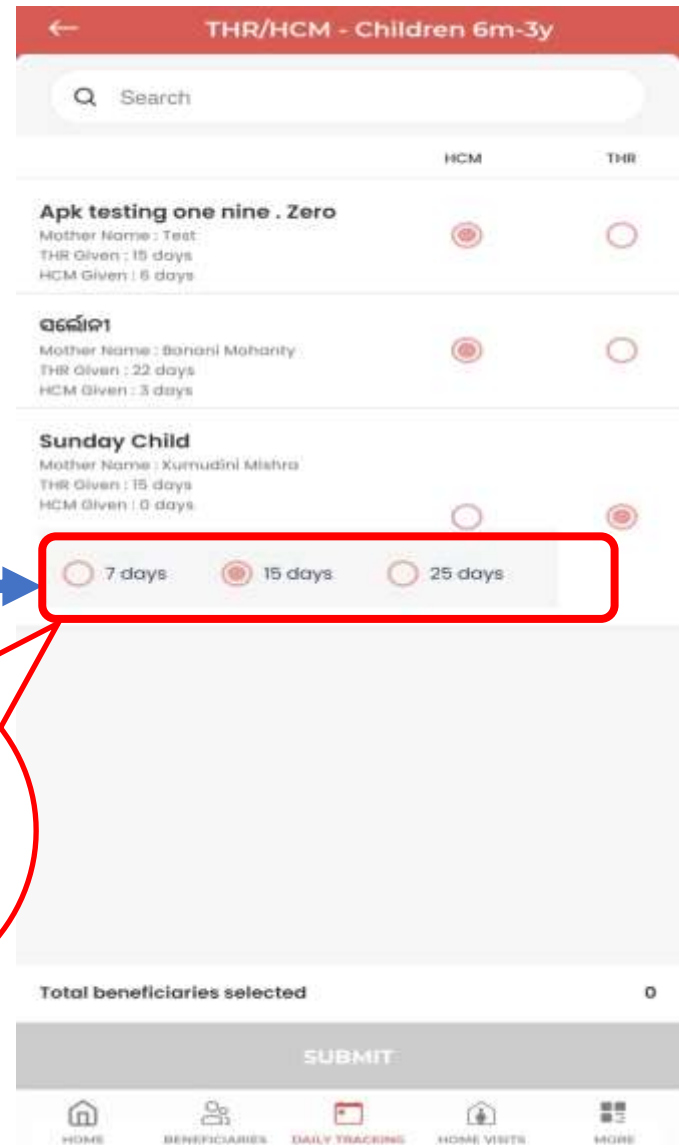 THR/HCM - Children 6m-3y
Search
HCM THR
Apk testing one nine . Zero
Mother Name : Test
THR Given : 15 days
HCM Given : 6 days
Mother Name : Banani Mohanty
THR Given : 22 days
HCM Given : 3 days
Sunday Child
Mother Name : Kumudini Mishra
THR Given : 15 days
HCM Given : 0 days
7 days 15 days 25 days
Total beneficiaries selected 0
SUBMIT
HOME BENEFICIARIES DAILY TRACKING HOME VISITS MORE